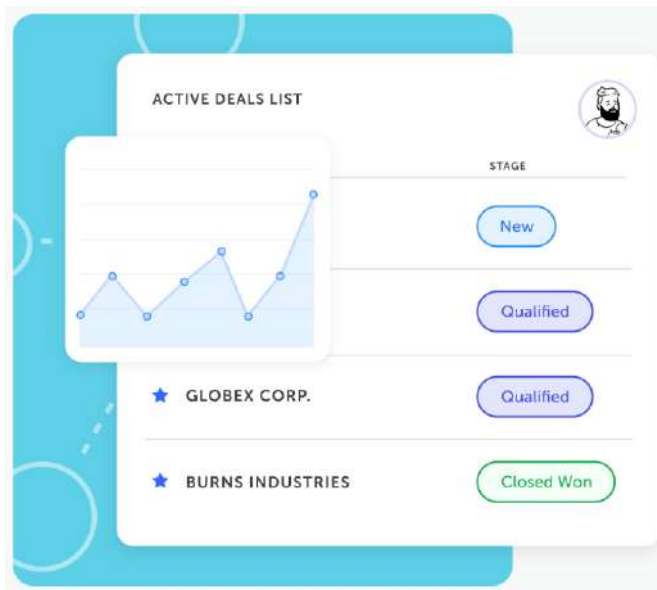 ACTIVE DEALS LIST
STAGE
New
Qualified
GLOBEX CORP. Qualified
BURNS INDUSTRIES Closed Won